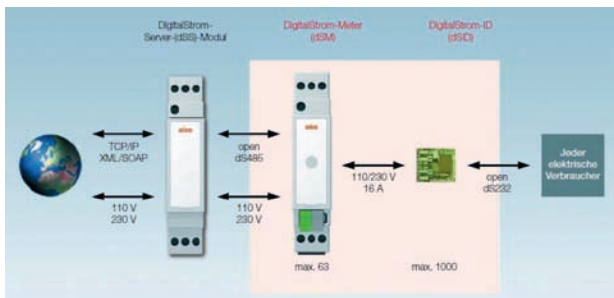 DigitalStrom-
Server-(dSS)-Modul
DigitalStrom-Meter
(dSM)
DigitalStrom-ID
(dSID)
TCP/IP
XML/SOAP
110 V
230 V
open
dS485
110 V
230 V
110/230 V
16 A
open
dS232
Jeder
elektrische
Verbraucher
max. 63
max. 1000